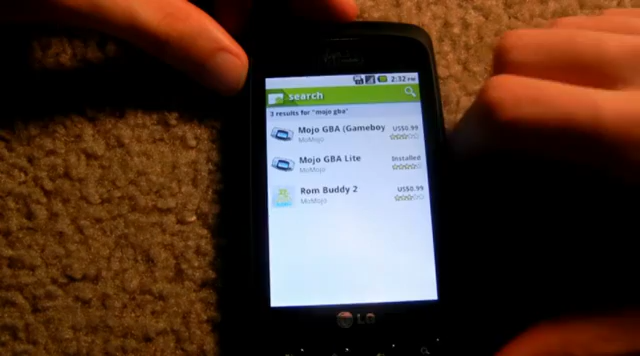 2:32 PM
search
3 results for "mojo gba"
Mojo GBA (Gameboy
US$0.99
MoMojo
Mojo GBA Lite
Installed
MoMojo
Rom Buddy 2
US$0.99
MoMojo
LG